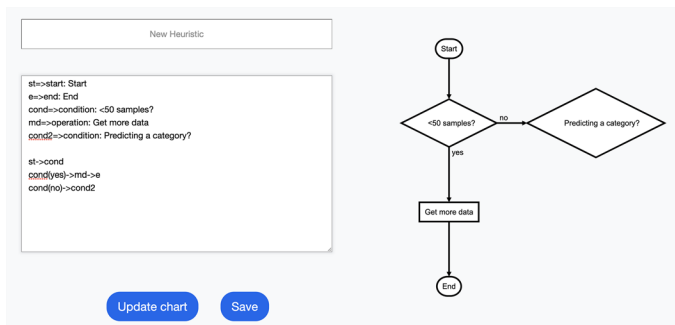 New Heuristic
st=>start: Start
e=>end: End
cond=>condition: <50 samples?
md=>operation: Get more data
cond2=>condition: Predicting a category?
st->cond
cond(yes)->md->e
cond(no)->cond2
Update chart
Save
Start
<50 samples?
no
Predicting a category?
yes
Get more data
End